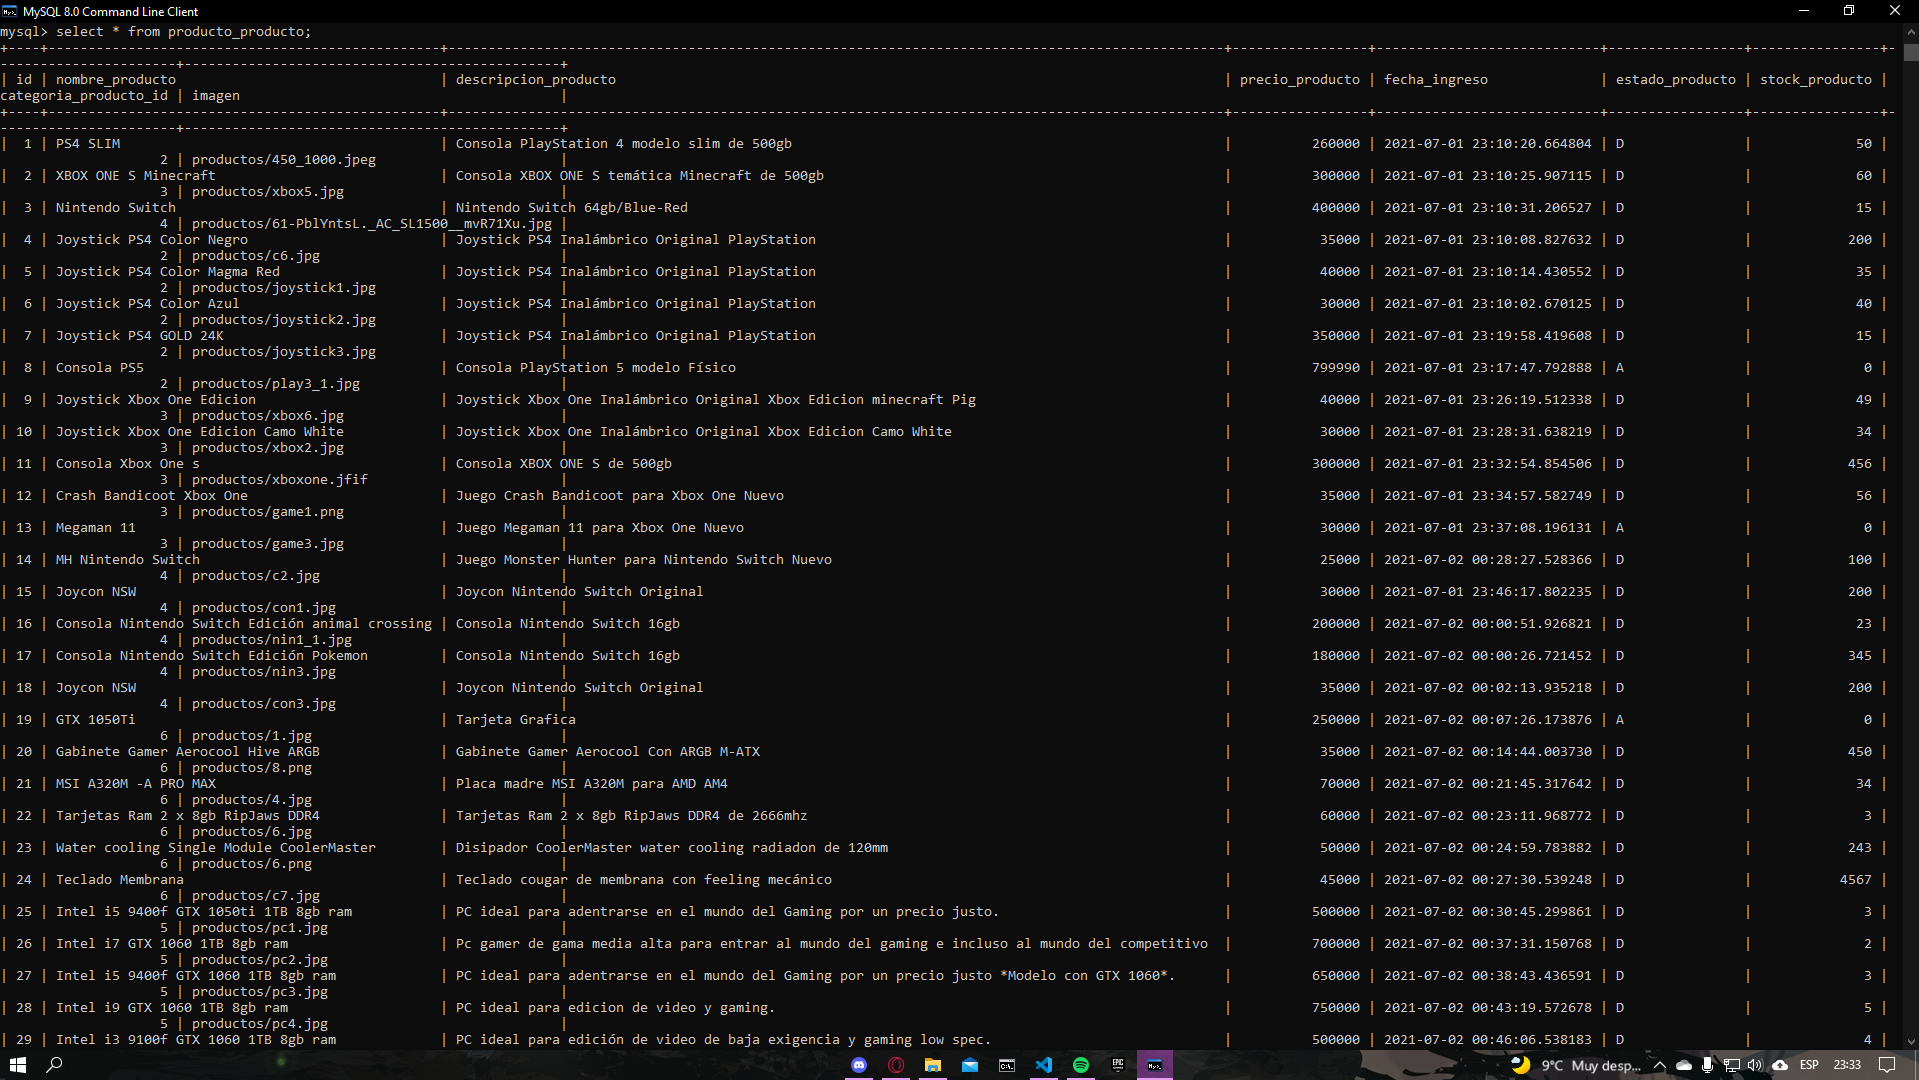 MySQL 8.0 Command Line Client
mysql> select * from producto_producto;
| id | nombre_producto | descripcion_producto | precio_producto | fecha_ingreso | estado_producto | stock_producto |
categoria_producto_id | imagen |
| 1 | PS4 SLIM | Consola PlayStation 4 modelo slim de 500gb | 260000 | 2021-07-01 23:10:20.664804 | D | 50 |
2 | productos/450_1000.jpeg |
| 2 | XBOX ONE S Minecraft | Consola XBOX ONE S temática Minecraft de 500gb | 300000 | 2021-07-01 23:10:25.907115 | D | 60 |
3 | productos/xbox5.jpg |
| 3 | Nintendo Switch | Nintendo Switch 64gb/Blue-Red | 400000 | 2021-07-01 23:10:31.206527 | D | 15 |
4 | productos/61-PblYntsL._AC_SL1500__mvR71Xu.jpg |
| 4 | Joystick PS4 Color Negro | Joystick PS4 Inalámbrico Original PlayStation | 35000 | 2021-07-01 23:10:08.827632 | D | 200 |
2 | productos/c6.jpg |
| 5 | Joystick PS4 Color Magma Red | Joystick PS4 Inalámbrico Original PlayStation | 40000 | 2021-07-01 23:10:14.430552 | D | 35 |
2 | productos/joystick1.jpg |
| 6 | Joystick PS4 Color Azul | Joystick PS4 Inalámbrico Original PlayStation | 30000 | 2021-07-01 23:10:02.670125 | D | 40 |
2 | productos/joystick2.jpg |
| 7 | Joystick PS4 GOLD 24K | Joystick PS4 Inalámbrico Original PlayStation | 350000 | 2021-07-01 23:19:58.419608 | D | 15 |
2 | productos/joystick3.jpg |
| 8 | Consola PS5 | Consola PlayStation 5 modelo Físico | 799990 | 2021-07-01 23:17:47.792888 | A | 0 |
2 | productos/play3_1.jpg |
| 9 | Joystick Xbox One Edicion | Joystick Xbox One Inalámbrico Original Xbox Edicion minecraft Pig | 40000 | 2021-07-01 23:26:19.512338 | D | 49 |
3 | productos/xbox6.jpg |
| 10 | Joystick Xbox One Edicion Camo White | Joystick Xbox One Inalámbrico Original Xbox Edicion Camo White | 30000 | 2021-07-01 23:28:31.638219 | D | 34 |
3 | productos/xbox2.jpg |
| 11 | Consola Xbox One s | Consola XBOX ONE S de 500gb | 300000 | 2021-07-01 23:32:54.854506 | D | 456 |
3 | productos/xboxone.jfif |
| 12 | Crash Bandicoot Xbox One | Juego Crash Bandicoot para Xbox One Nuevo | 35000 | 2021-07-01 23:34:57.582749 | D | 56 |
3 | productos/game1.png |
| 13 | Megaman 11 | Juego Megaman 11 para Xbox One Nuevo | 30000 | 2021-07-01 23:37:08.196131 | A | 0 |
3 | productos/game3.jpg |
| 14 | MH Nintendo Switch | Juego Monster Hunter para Nintendo Switch Nuevo | 25000 | 2021-07-02 00:28:27.528366 | D | 100 |
4 | productos/c2.jpg |
| 15 | Joycon NSW | Joycon Nintendo Switch Original | 30000 | 2021-07-01 23:46:17.802235 | D | 200 |
4 | productos/con1.jpg |
| 16 | Consola Nintendo Switch Edición animal crossing | Consola Nintendo Switch 16gb | 200000 | 2021-07-02 00:00:51.926821 | D | 23 |
4 | productos/nin1_1.jpg |
| 17 | Consola Nintendo Switch Edición Pokemon | Consola Nintendo Switch 16gb | 180000 | 2021-07-02 00:00:26.721452 | D | 345 |
4 | productos/nin3.jpg |
| 18 | Joycon NSW | Joycon Nintendo Switch Original | 35000 | 2021-07-02 00:02:13.935218 | D | 200 |
4 | productos/con3.jpg |
| 19 | GTX 1050Ti | Tarjeta Grafica | 250000 | 2021-07-02 00:07:26.173876 | A | 0 |
6 | productos/1.jpg |
| 20 | Gabinete Gamer Aerocool Hive ARGB | Gabinete Gamer Aerocool Con ARGB M-ATX | 35000 | 2021-07-02 00:14:44.003730 | D | 450 |
6 | productos/8.png |
| 21 | MSI A320M -A PRO MAX | Placa madre MSI A320M para AMD AM4 | 70000 | 2021-07-02 00:21:45.317642 | D | 34 |
6 | productos/4.jpg |
| 22 | Tarjetas Ram 2 x 8gb RipJaws DDR4 | Tarjetas Ram 2 x 8gb RipJaws DDR4 de 2666mhz | 60000 | 2021-07-02 00:23:11.968772 | D | 3 |
6 | productos/6.jpg |
| 23 | Water cooling Single Module CoolerMaster | Disipador CoolerMaster water cooling radiadon de 120mm | 50000 | 2021-07-02 00:24:59.783882 | D | 243 |
6 | productos/6.png |
| 24 | Teclado Membrana | Teclado cougar de membrana con feeling mecánico | 45000 | 2021-07-02 00:27:30.539248 | D | 4567 |
6 | productos/c7.jpg |
| 25 | Intel i5 9400f GTX 1050ti 1TB 8gb ram | PC ideal para adentrarse en el mundo del Gaming por un precio justo. | 500000 | 2021-07-02 00:30:45.299861 | D | 3 |
5 | productos/pc1.jpg |
| 26 | Intel i7 GTX 1060 1TB 8gb ram | Pc gamer de gama media alta para entrar al mundo del gaming e incluso al mundo del competitivo | 700000 | 2021-07-02 00:37:31.150768 | D | 2 |
5 | productos/pc2.jpg |
| 27 | Intel i5 9400f GTX 1060 1TB 8gb ram | PC ideal para adentrarse en el mundo del Gaming por un precio justo *Modelo con GTX 1060*. | 650000 | 2021-07-02 00:38:43.436591 | D | 3 |
5 | productos/pc3.jpg |
| 28 | Intel i9 GTX 1060 1TB 8gb ram | PC ideal para edicion de video y gaming. | 750000 | 2021-07-02 00:43:19.572678 | D | 5 |
5 | productos/pc4.jpg |
| 29 | Intel i3 9100f GTX 1060 1TB 8gb ram | PC ideal para edición de video de baja exigencia y gaming low spec. | 500000 | 2021-07-02 00:46:06.538183 | D | 4 |
9°C Muy desp... ESP 23:33